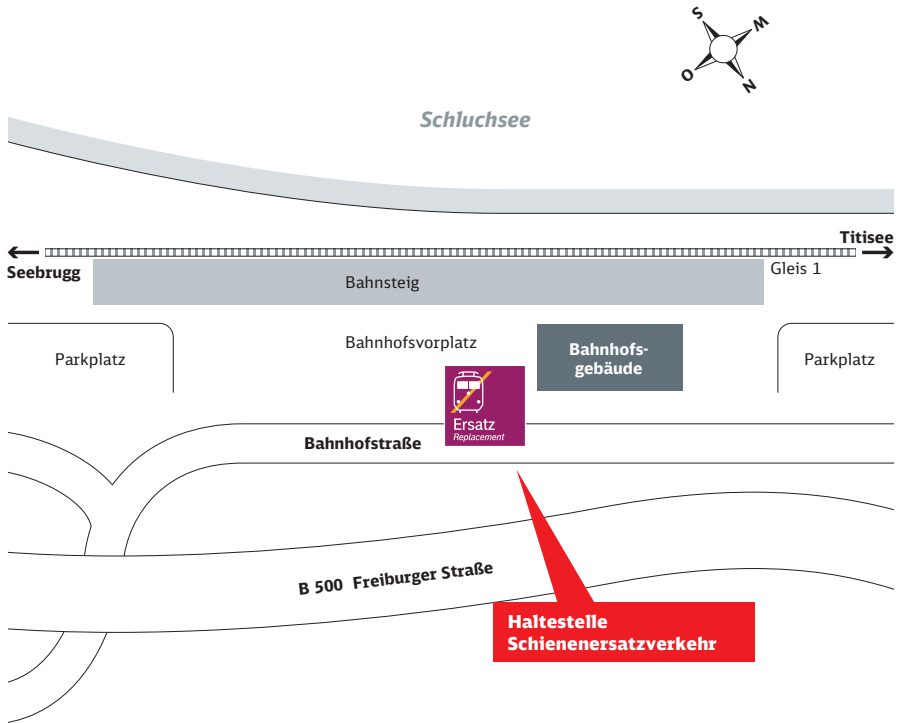 S
W
O
N
Schluchsee
Titisee
Seebrugg
Gleis 1
Bahnsteig
Bahnhofsvorplatz
Parkplatz
Bahnhofs-
gebäude
Parkplatz
Ersatz
Replacement
Bahnhofstraße
B 500 Freiburger Straße
Haltestelle
Schienenersatzverkehr